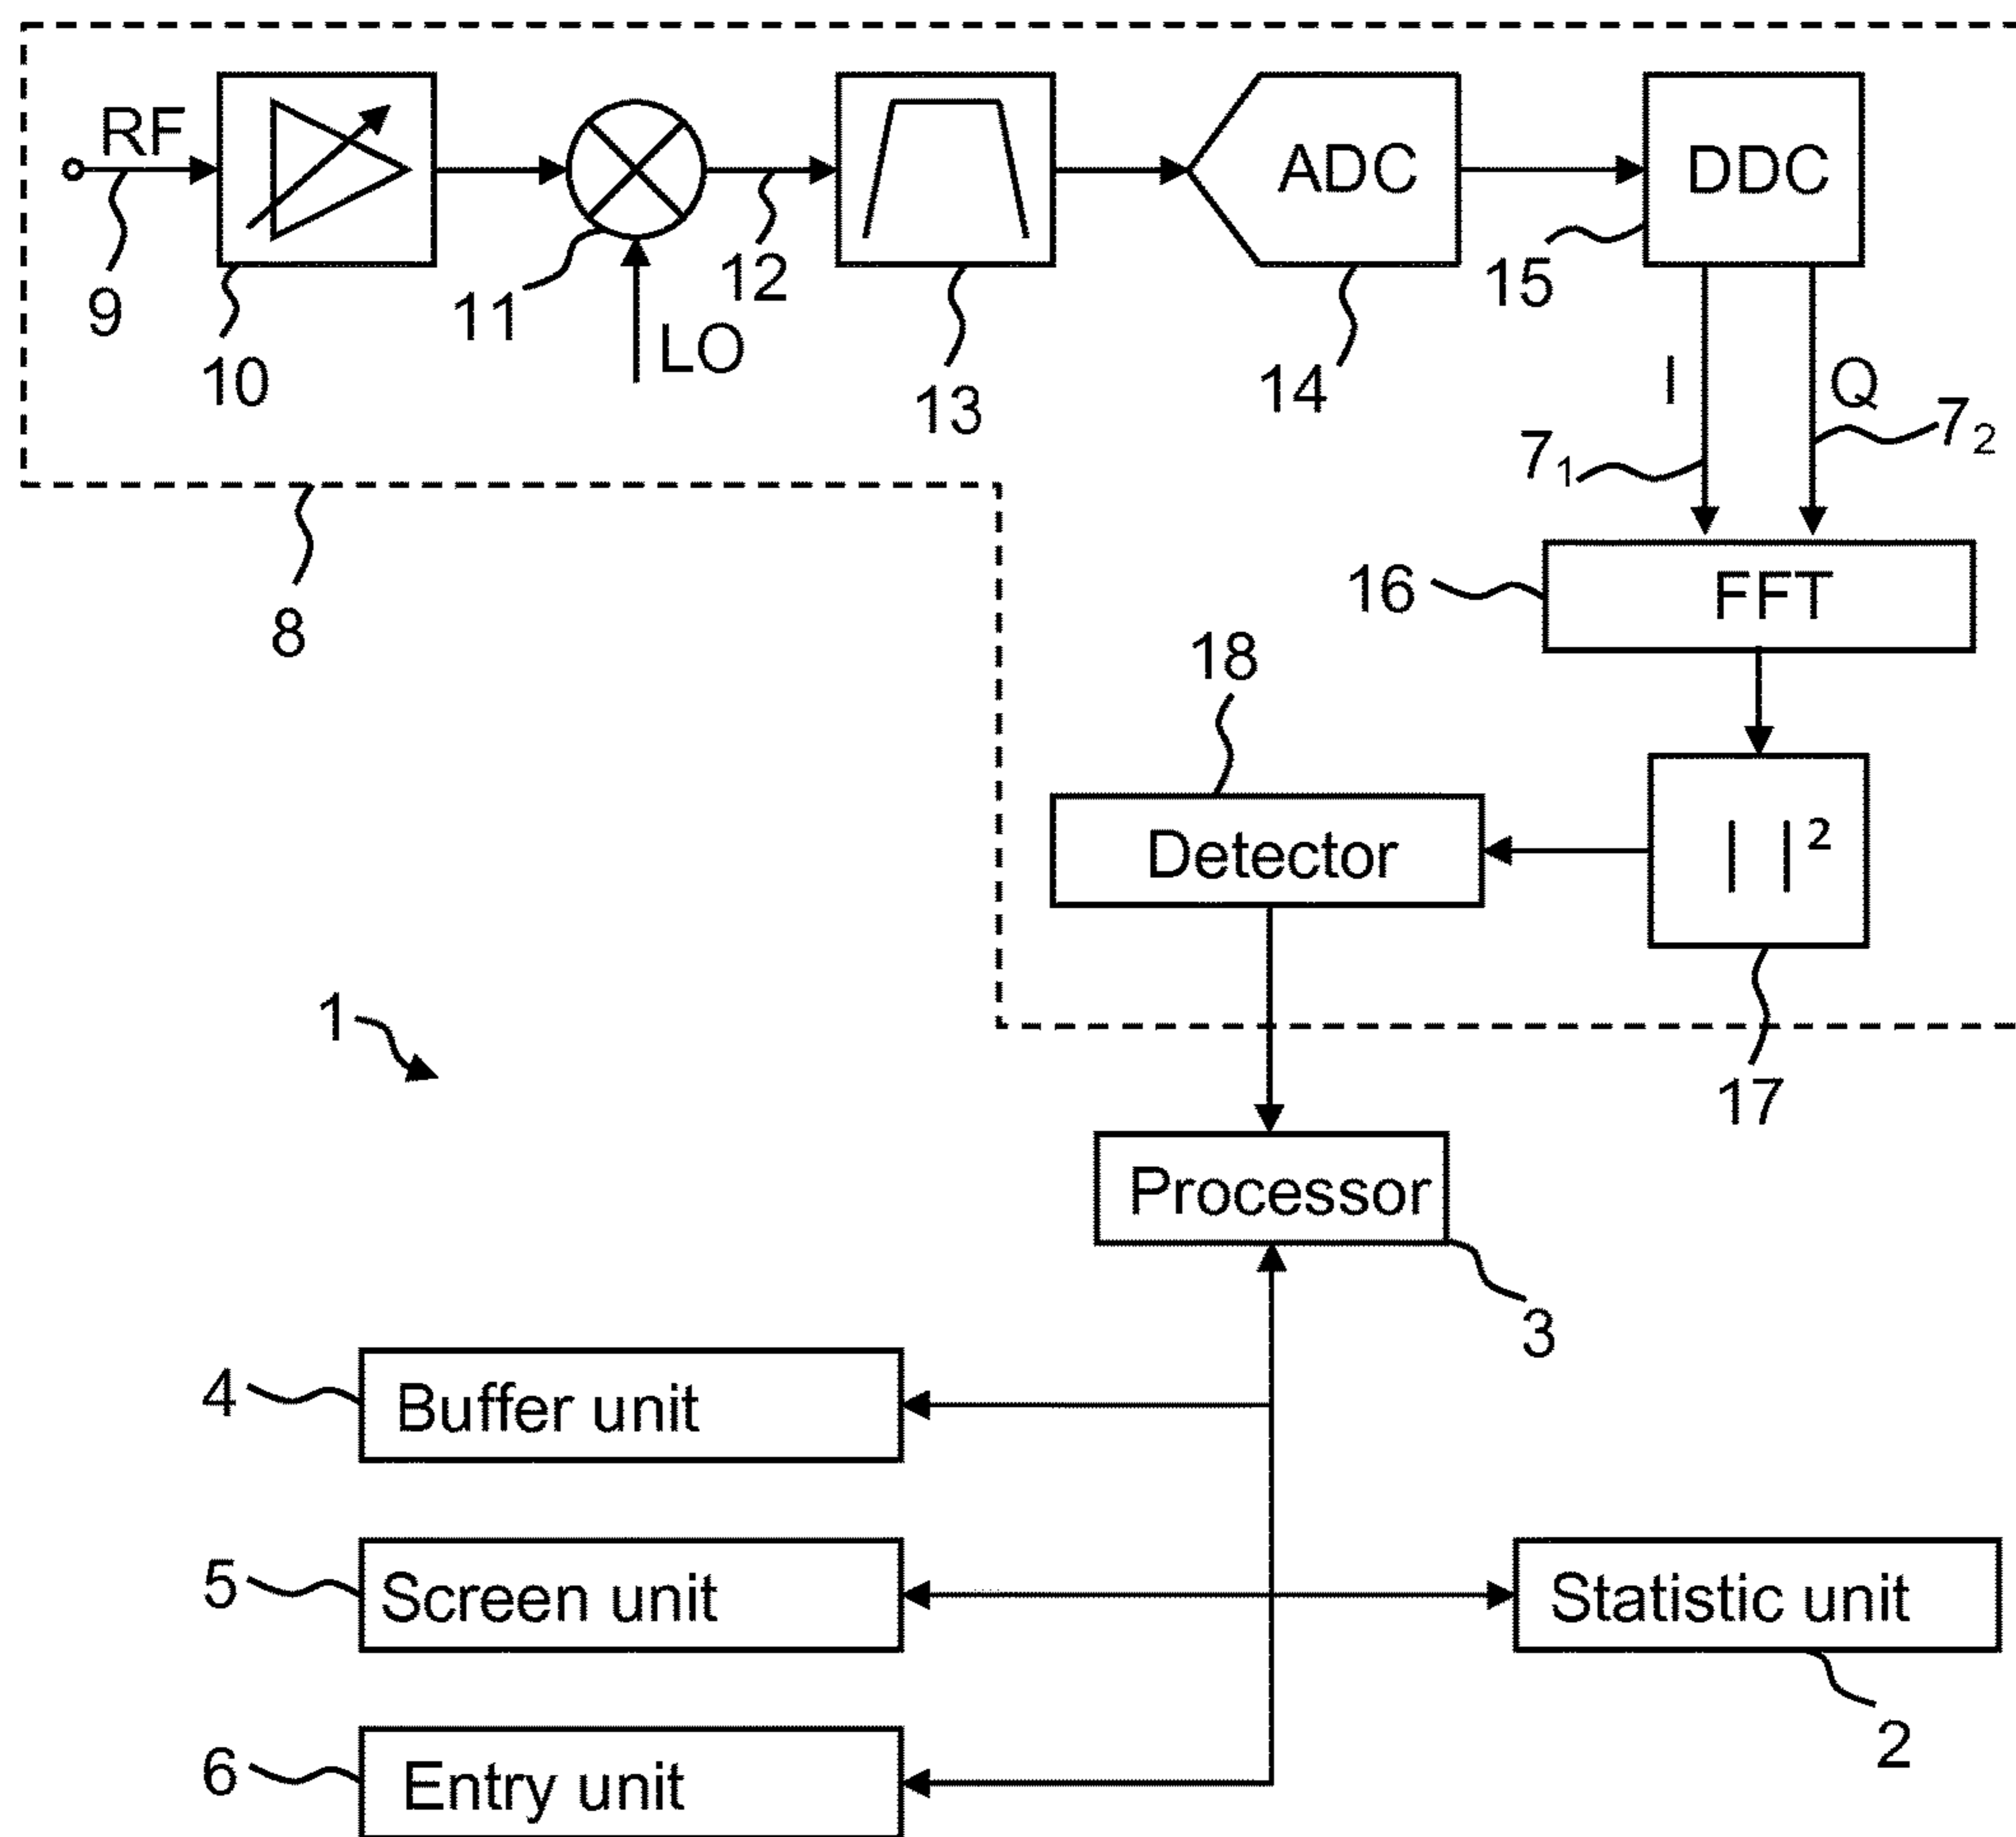 RF
ADC
DDC
9
10
11
LO
12
13
14
15
I
Q
7₁
7₂
8
16
FFT
18
Detector
| |²
17
1
Processor
3
4
Buffer unit
5
Screen unit
Statistic unit
2
6
Entry unit